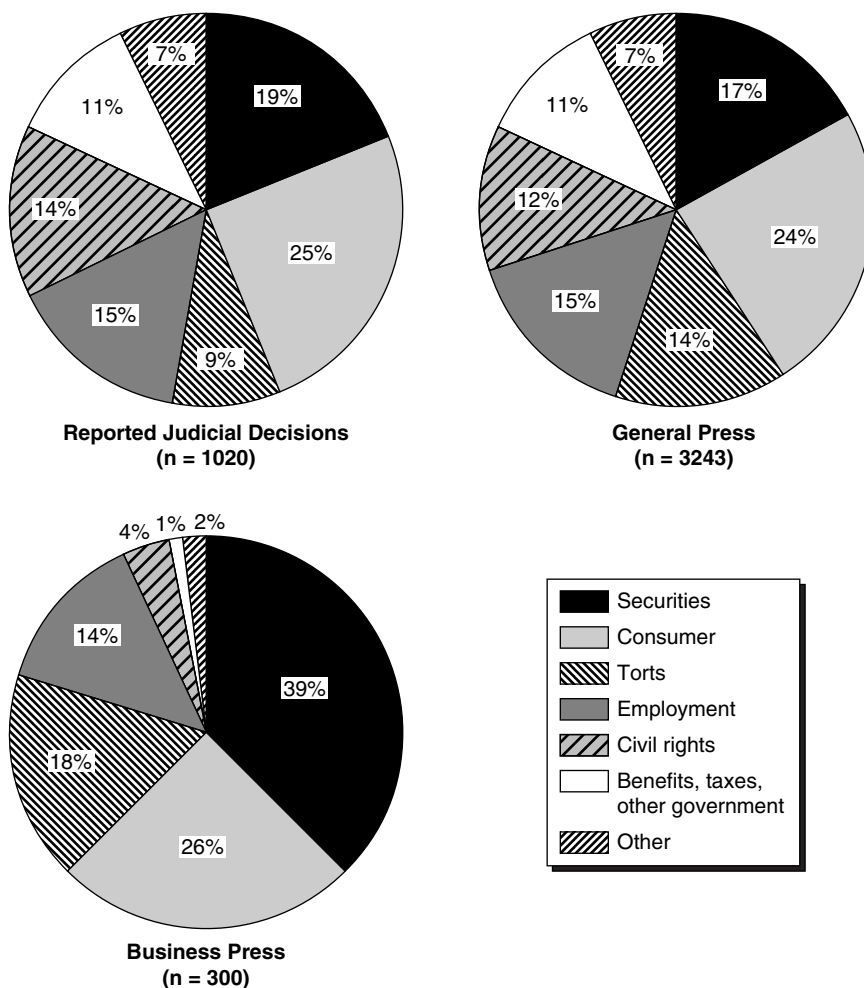 7%
19%
11%
14%
25%
15%
9%
Reported Judicial Decisions
(n = 1020)
7%
17%
11%
12%
24%
15%
14%
General Press
(n = 3243)
4%
1%
2%
14%
39%
18%
26%
Business Press
(n = 300)
Securities
Consumer
Torts
Employment
Civil rights
Benefits, taxes,
other government
Other